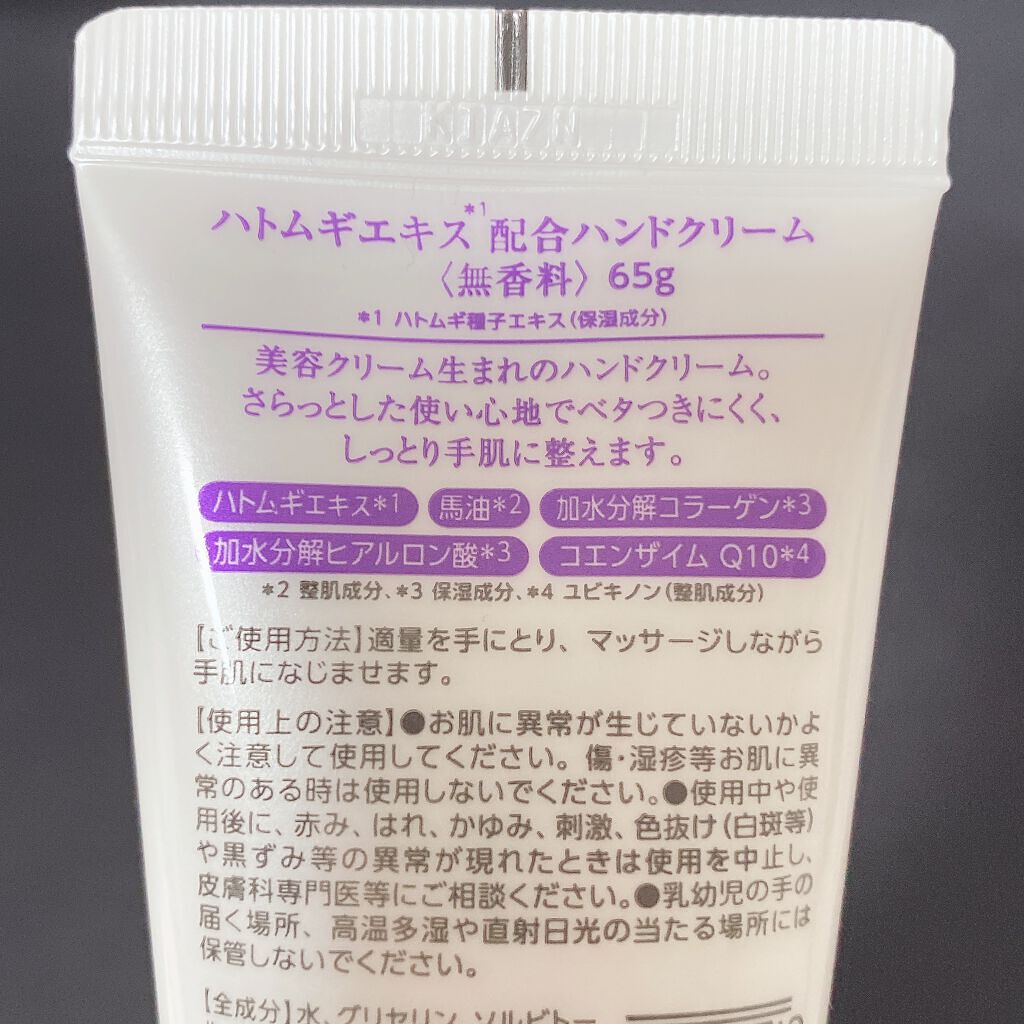 ハトムギエキス*1配合ハンドクリーム
〈無香料〉65g
*1 ハトムギ種子エキス(保湿成分)
美容クリーム生まれのハンドクリーム。
さらっとした使い心地でベタつきにくく、
しっとり手肌に整えます。
ハトムギエキス*1 馬油*2 加水分解コラーゲン*3
加水分解ヒアルロン酸*3 コエンザイム Q10*4
*2 整肌成分、*3 保湿成分、*4 ユビキノン(整肌成分)
【ご使用方法】適量を手にとり、マッサージしながら
手肌になじませます。
【使用上の注意】●お肌に異常が生じていないかよ
く注意して使用してください。傷・湿疹等お肌に異
常のある時は使用しないでください。●使用中や使
用後に、赤み、はれ、かゆみ、刺激、色抜け(白斑等)
や黒ずみ等の異常が現れたときは使用を中止し、
皮膚科専門医等にご相談ください。●乳幼児の手の
届く場所、高温多湿や直射日光の当たる場所には
保管しないでください。
【全成分】水、グリセリン、ソルビトー